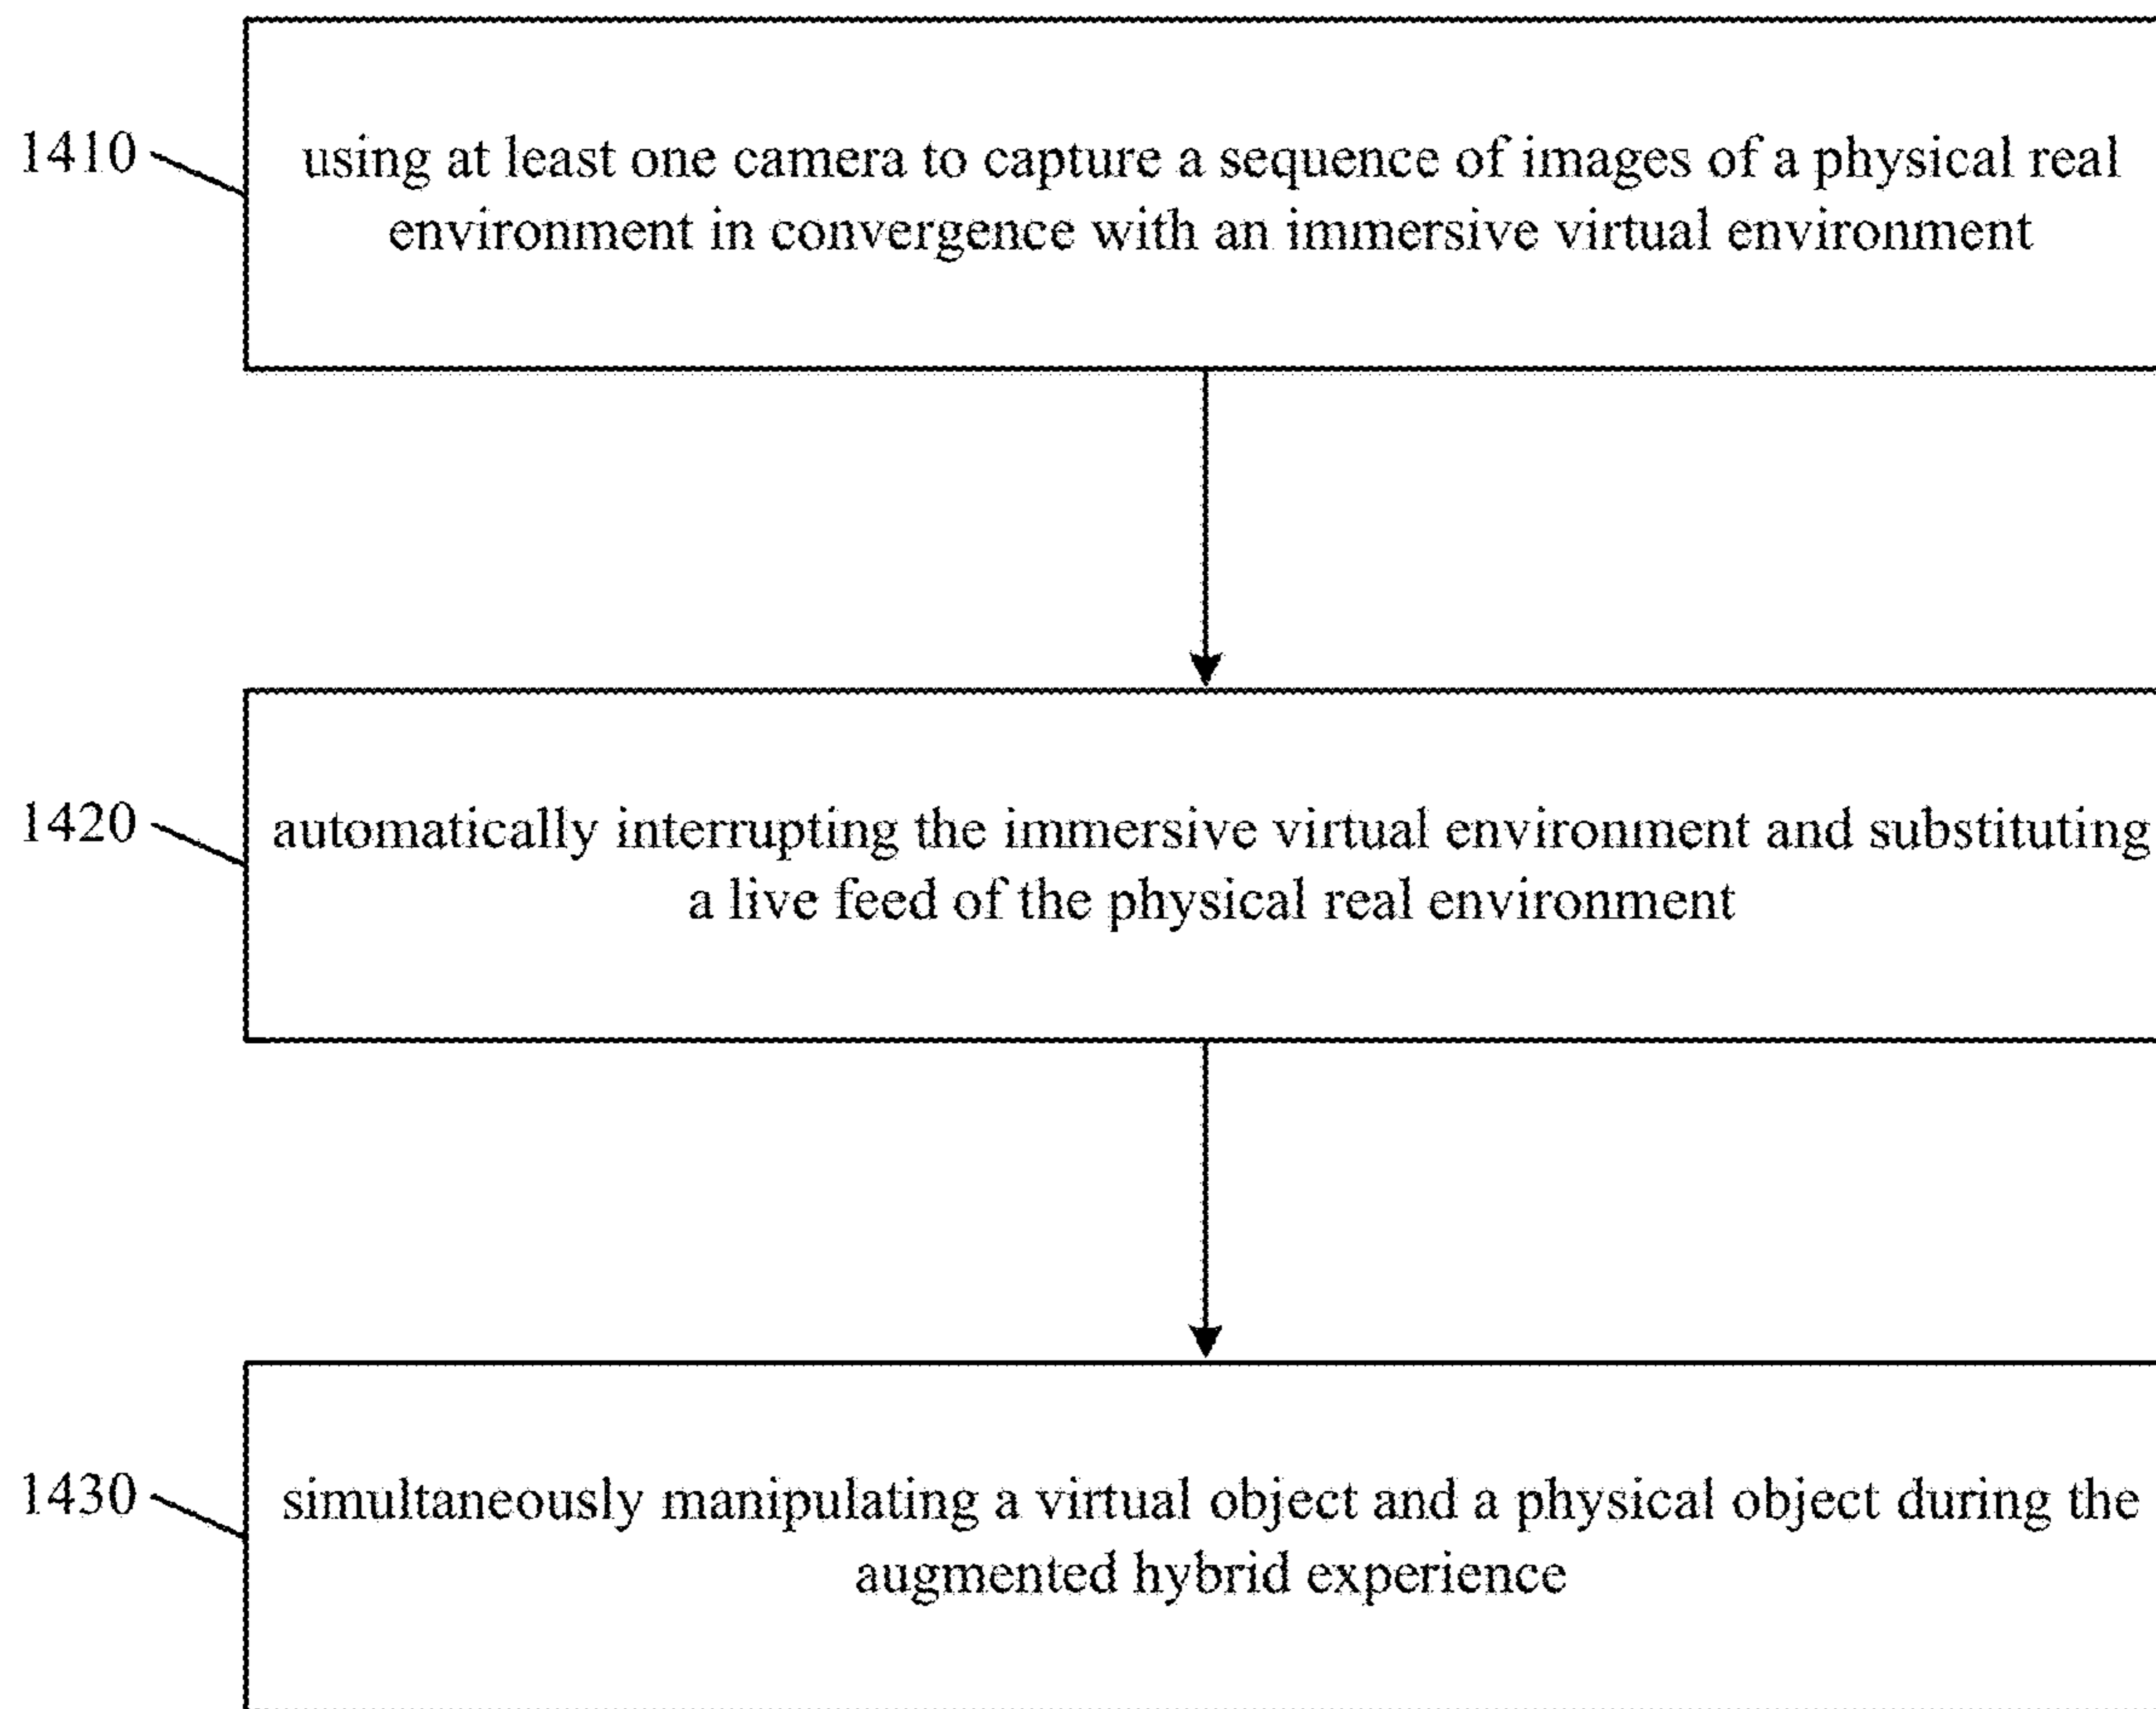 1410
using at least one camera to capture a sequence of images of a physical real
environment in convergence with an immersive virtual environment
1420
automatically interrupting the immersive virtual environment and substituting
a live feed of the physical real environment
1430
simultaneously manipulating a virtual object and a physical object during the
augmented hybrid experience